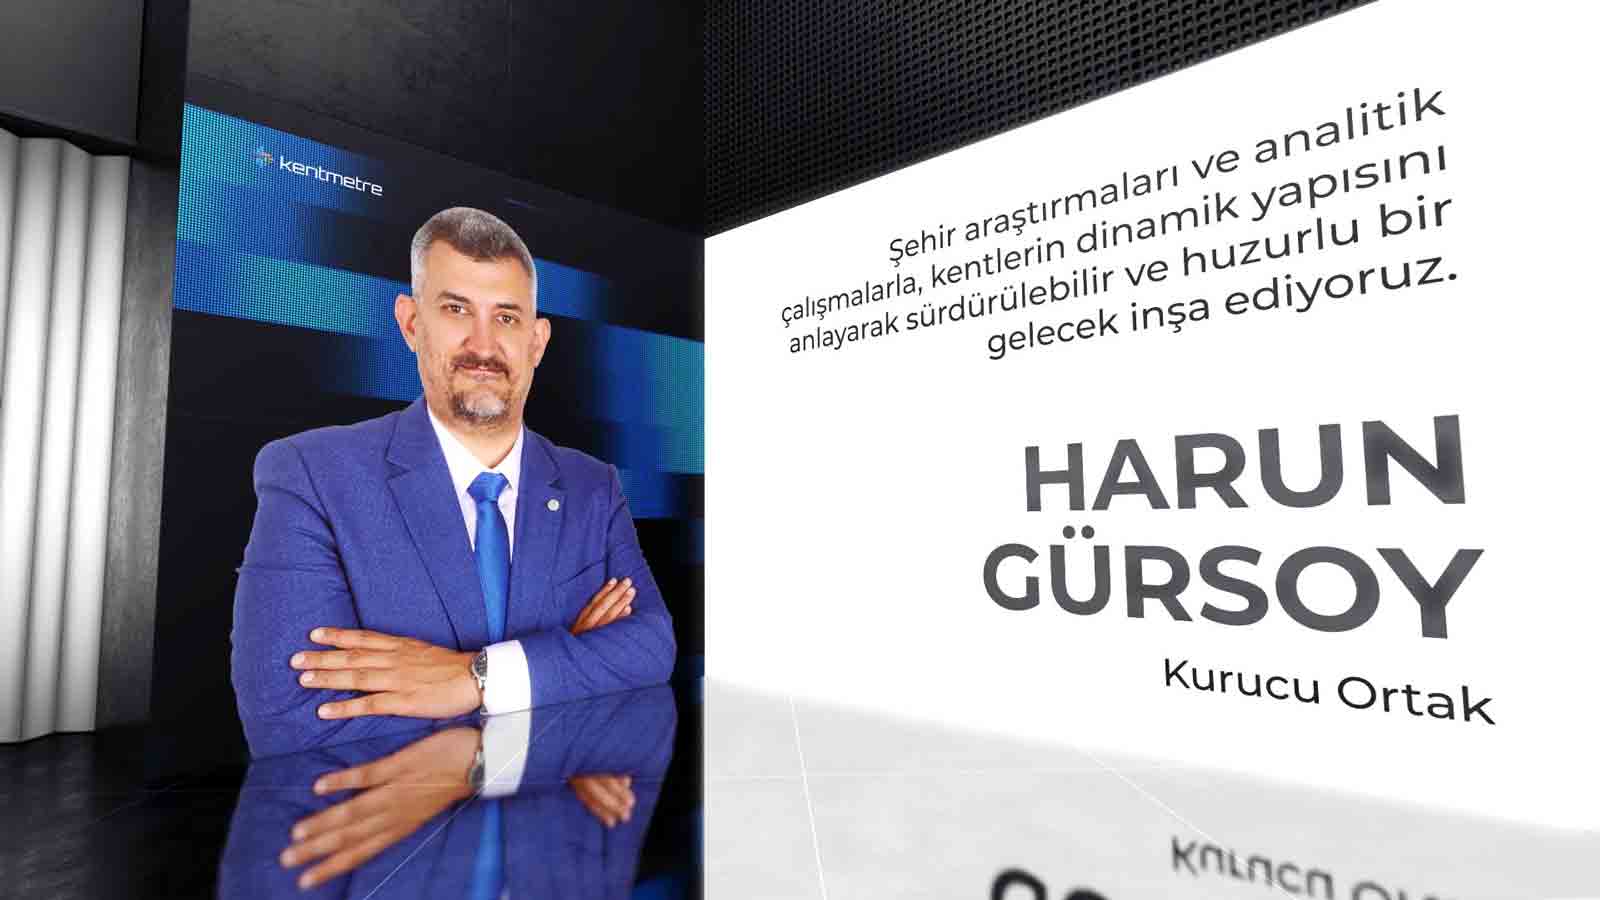 kentmetre
Şehir araştırmaları ve analitik
çalışmalarla, kentlerin dinamik yapısını
anlayarak sürdürülebilir ve huzurlu bir
gelecek inşa ediyoruz.
HARUN
GÜRSOY
Kurucu Ortak